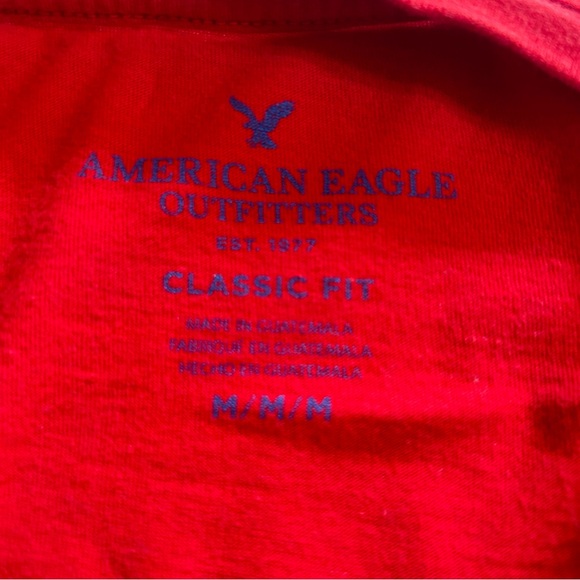 AMERICAN EAGLE
OUTFITTERS
EST. 1977
CLASSIC FIT
MADE IN GUATEMALA
FABRIQUÉ EN GUATEMALA
HECHO EN GUATEMALA
M/M/M